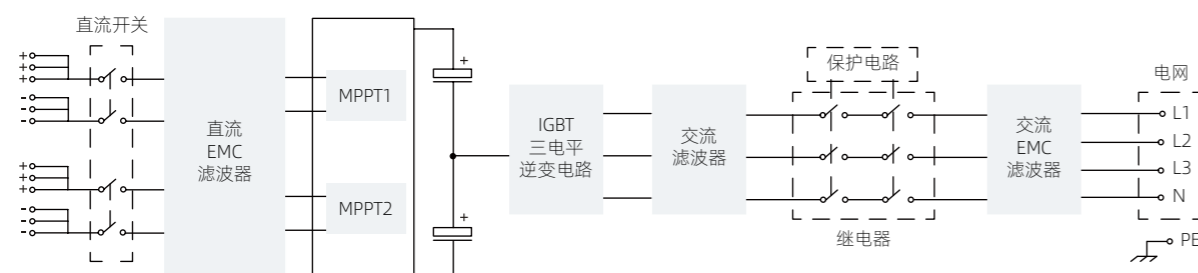 直流开关
+
+
+
-
-
-
+
+
+
-
-
-
直流
EMC
滤波器
MPPT1
MPPT2
+
+
IGBT
三电平
逆变电路
交流
滤波器
保护电路
继电器
交流
EMC
滤波器
电网
L1
L2
L3
N
PE